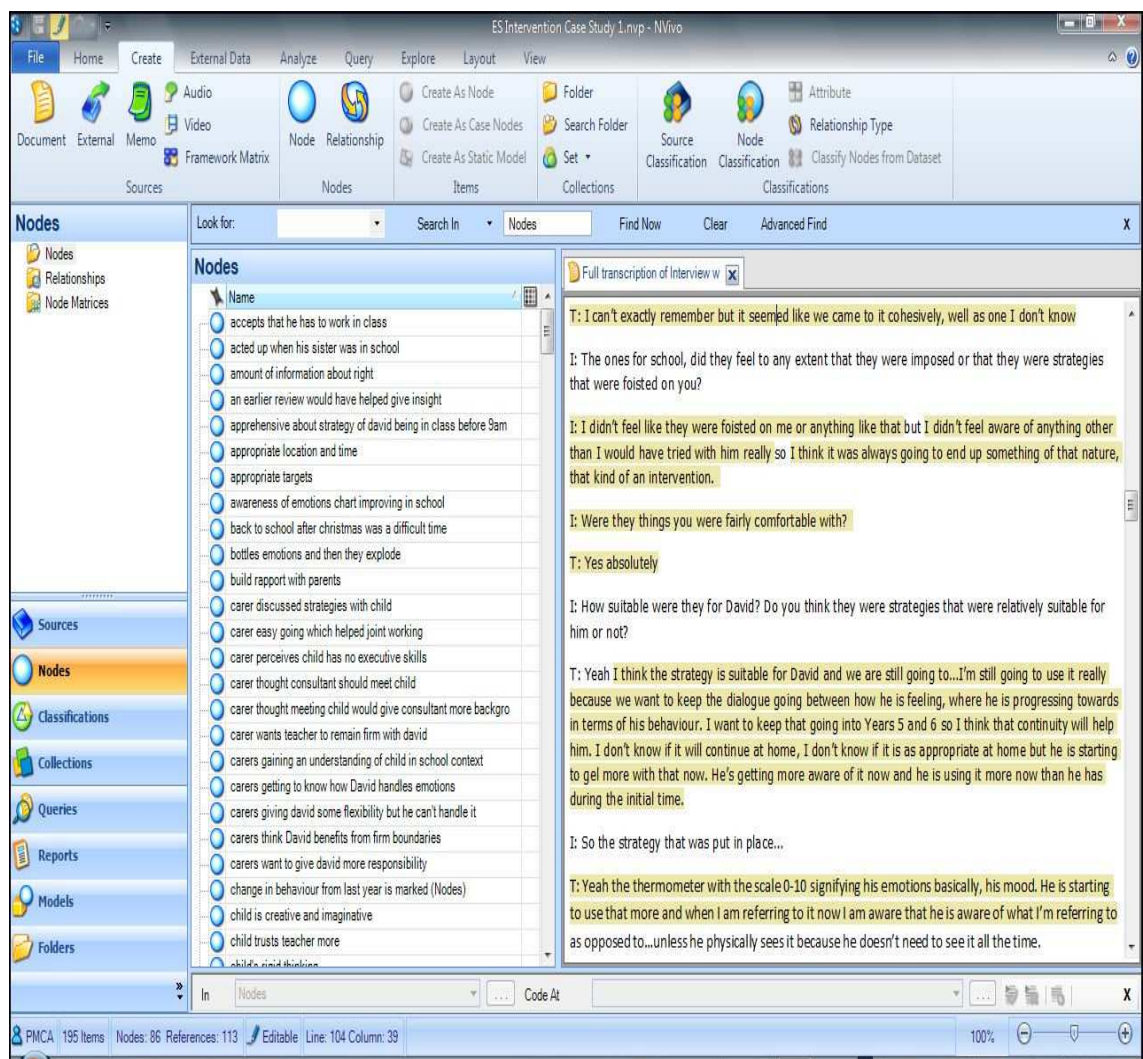 ES Intervention Case Study 1.nvp - NVivo
File Home Create External Data Analyze Query Explore Layout View
Document External Memo
Audio
Video
Framework Matrix
Sources
Node Relationship
Nodes
Create As Node
Create As Case Nodes
Create As Static Model
Items
Folder
Search Folder
Set
Collections
Source Classification
Node Classification
Attribute
Relationship Type
Classify Nodes from Dataset
Classifications
Nodes
Nodes
Relationships
Node Matrices
Sources
Nodes
Classifications
Collections
Queries
Reports
Models
Folders
Look for: Search In Nodes Find Now Clear Advanced Find X
Nodes
Name
accepts that he has to work in class
acted up when his sister was in school
amount of information about right
an earlier review would have helped give insight
apprehensive about strategy of david being in class before 9am
appropriate location and time
appropriate targets
awareness of emotions chart improving in school
back to school after christmas was a difficult time
bottles emotions and then they explode
build rapport with parents
carer discussed strategies with child
carer easy going which helped joint working
carer perceives child has no executive skills
carer thought consultant should meet child
carer thought meeting child would give consultant more backgro
carer wants teacher to remain firm with david
carers gaining an understanding of child in school context
carers getting to know how David handles emotions
carers giving david some flexibility but he can't handle it
carers think David benefits from firm boundaries
carers want to give david more responsibility
change in behaviour from last year is marked (Nodes)
child is creative and imaginative
child trusts teacher more
child's rigid thinking
Full transcription of Interview w X
T: I can't exactly remember but it seemed like we came to it cohesively, well as one I don't know
I: The ones for school, did they feel to any extent that they were imposed or that they were strategies
that were foisted on you?
I: I didn't feel like they were foisted on me or anything like that but I didn't feel aware of anything other
than I would have tried with him really so I think it was always going to end up something of that nature,
that kind of an intervention.
I: Were they things you were fairly comfortable with?
T: Yes absolutely
I: How suitable were they for David? Do you think they were strategies that were relatively suitable for
him or not?
T: Yeah I think the strategy is suitable for David and we are still going to...I'm still going to use it really
because we want to keep the dialogue going between how he is feeling, where he is progressing towards
in terms of his behaviour. I want to keep that going into Years 5 and 6 so I think that continuity will help
him. I don't know if it will continue at home, I don't know if it is as appropriate at home but he is starting
to gel more with that now. He's getting more aware of it now and he is using it more now than he has
during the initial time.
I: So the strategy that was put in place...
T: Yeah the thermometer with the scale 0-10 signifying his emotions basically, his mood. He is starting
to use that more and when I am referring to it now I am aware that he is aware of what I'm referring to
as opposed to...unless he physically sees it because he doesn't need to see it all the time.
In Nodes ... Code At ... X
PMCA 195 Items Nodes: 86 References: 113 Editable Line: 104 Column: 39 100%